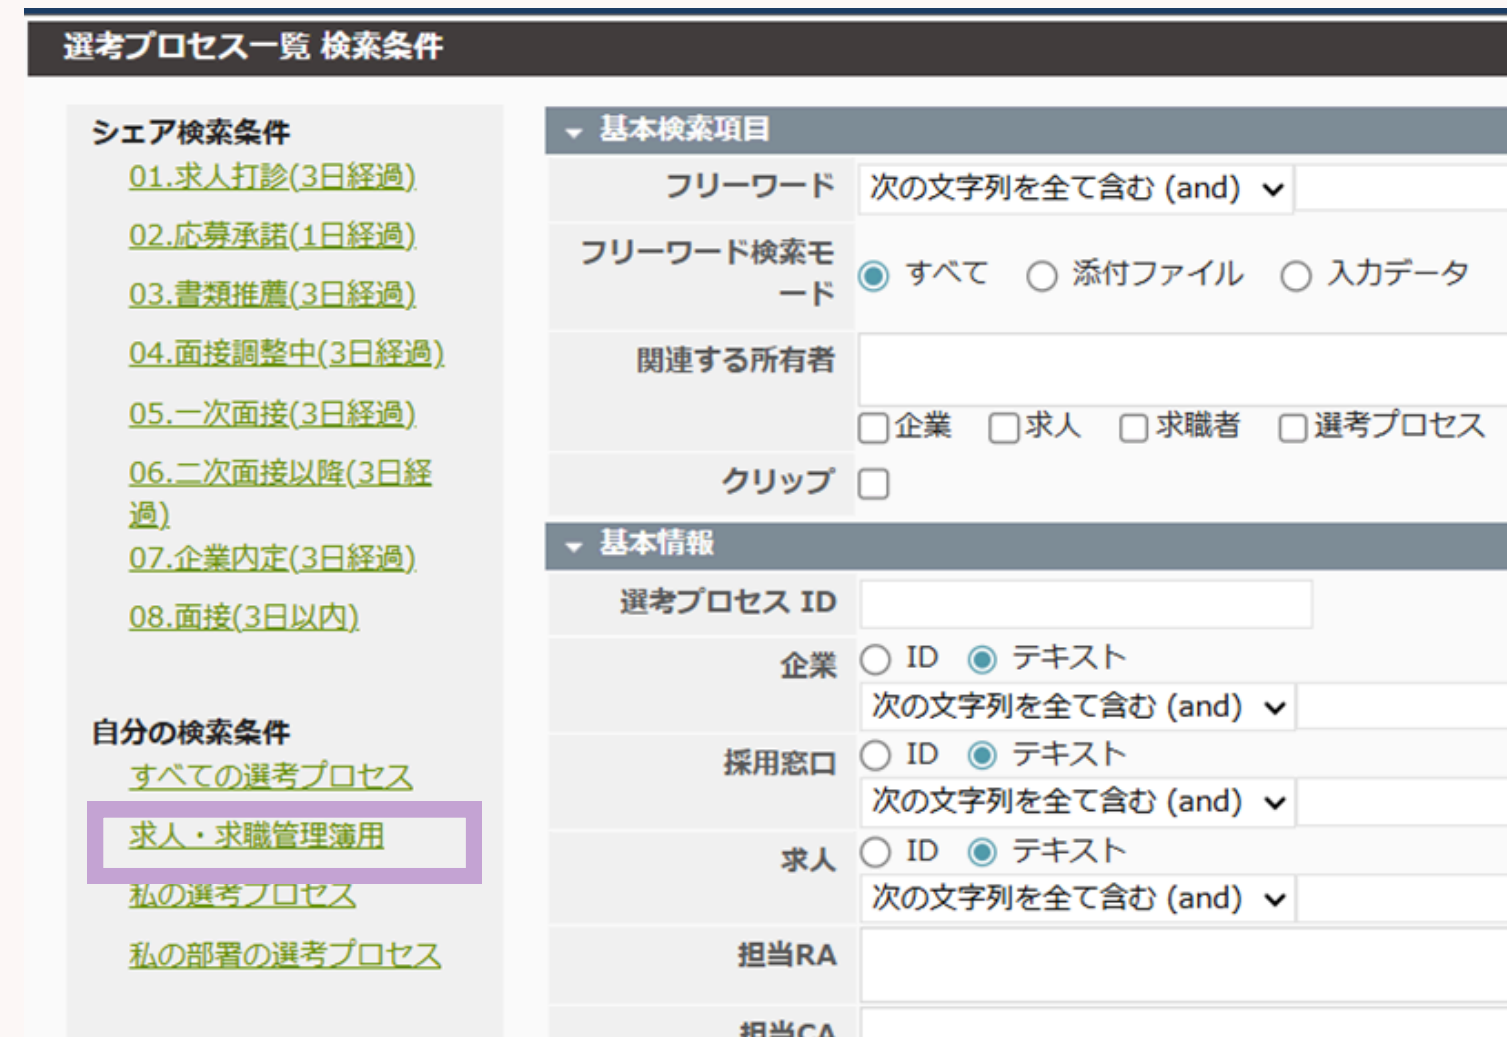 選考プロセス一覧 検索条件
シェア検索条件
01.求人打診(3日経過)
02.応募承諾(1日経過)
03.書類推薦(3日経過)
04.面接調整中(3日経過)
05.一次面接(3日経過)
06.二次面接以降(3日経
過)
07.企業内定(3日経過)
08.面接(3日以内)
自分の検索条件
すべての選考プロセス
求人・求職管理簿用
私の選考プロセス
私の部署の選考プロセス
基本検索項目
フリーワード 次の文字列を全て含む (and)
フリーワード検索モ
ード すべて 添付ファイル 入力データ
関連する所有者
企業 求人 求職者 選考プロセス
クリップ
基本情報
選考プロセス ID
企業 ID テキスト
次の文字列を全て含む (and)
採用窓口 ID テキスト
次の文字列を全て含む (and)
求人 ID テキスト
次の文字列を全て含む (and)
担当RA
担当CA